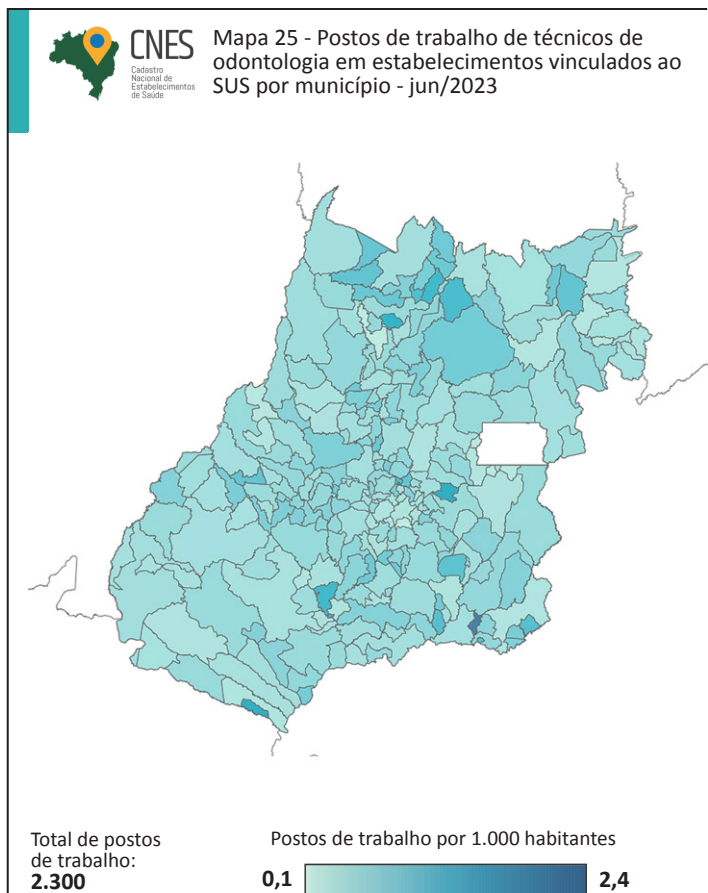 CNES
Cadastro
Nacional de
Estabelecimentos
de Saúde
Mapa 25 - Postos de trabalho de técnicos de
odontologia em estabelecimentos vinculados ao
SUS por município - jun/2023
Total de postos
de trabalho:
2.300
Postos de trabalho por 1.000 habitantes
0,1 2,4